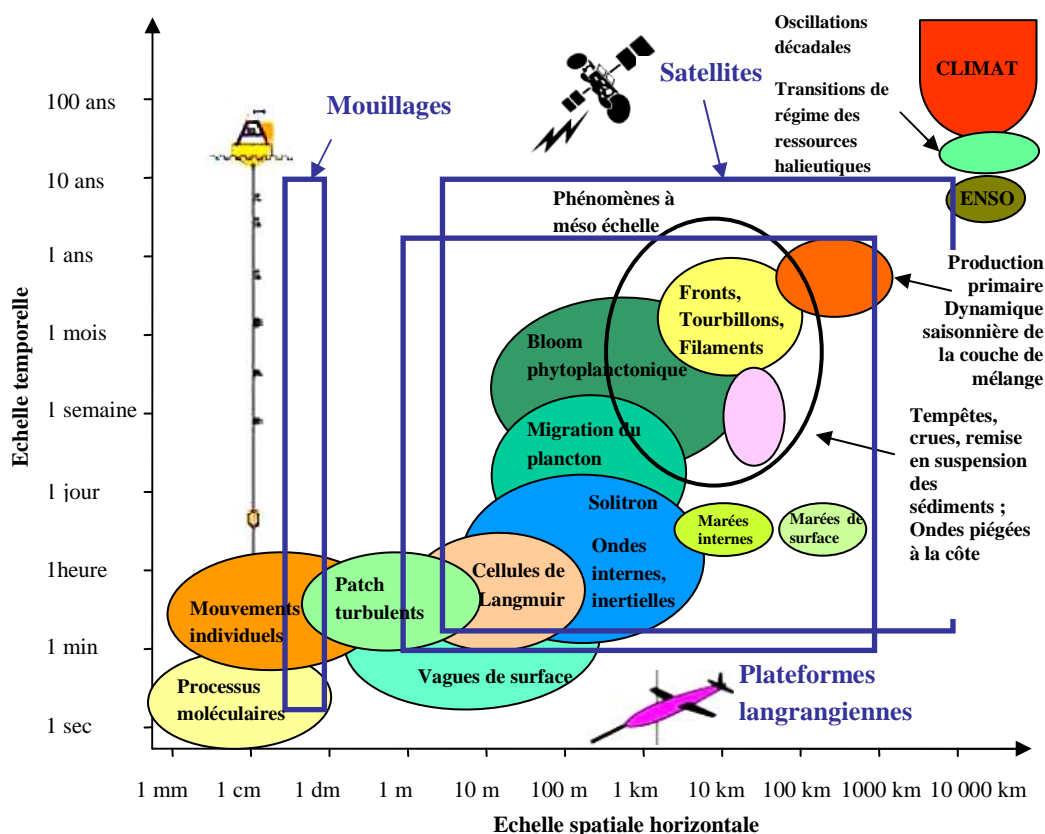 Oscillations
décadales
CLIMAT
Satellites
Transitions de
régime des
ressources
halieutiques
Mouillages
100 ans
10 ans
1 ans
1 mois
1 semaine
1 jour
1heure
1 min
1 sec
Echelle temporelle
Phénomènes à
méso échelle
ENSO
Production
primaire
Dynamique
saisonnière de
la couche de
mélange
Fronts,
Tourbillons,
Filaments
Bloom
phytoplanctonique
Migration du
plancton
Tempêtes,
crues, remise
en suspension
des
sédiments ;
Ondes piégées
à la côte
Solitron
Ondes
internes,
inertielles
Marées
internes
Marées de
surface
Cellules de
Langmuir
Patch
turbulents
Mouvements
individuels
Processus
moléculaires
Vagues de surface
Plateformes
langrangiennes
1 mm
1 cm
1 dm
1 m
10 m
100 m
1 km
10 km
100 km
1000 km
10 000 km
Echelle spatiale horizontale